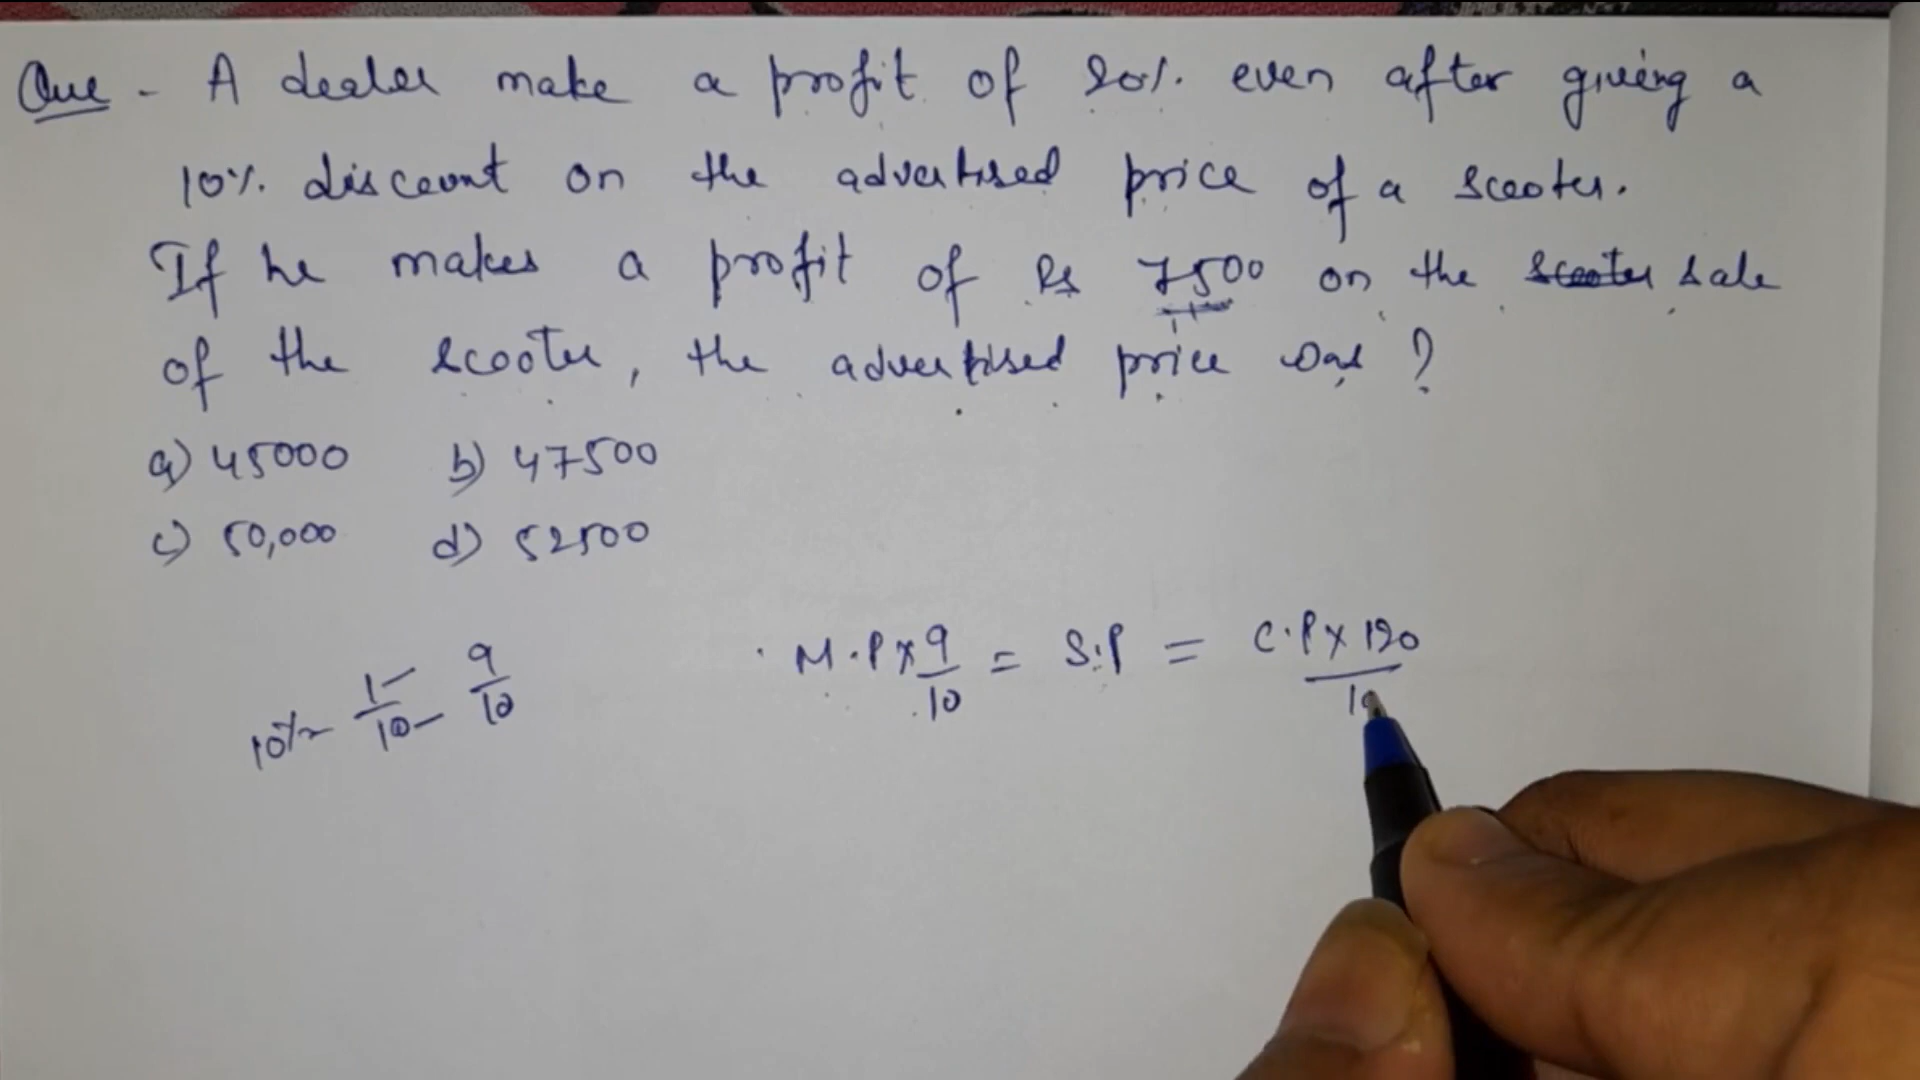 Que - A dealer make a profit of 20%. even after giving a
10%. discount on the advertised price of a scooter.
If he makes a profit of Rs 7500 on the scooter sale
of the scooter, the advertised price was ?
a) 45000 b) 47500
c) 50,000 d) 52500
10% 1/10 9/10
M.P x 9/10 = S.P = C.P x 120/10